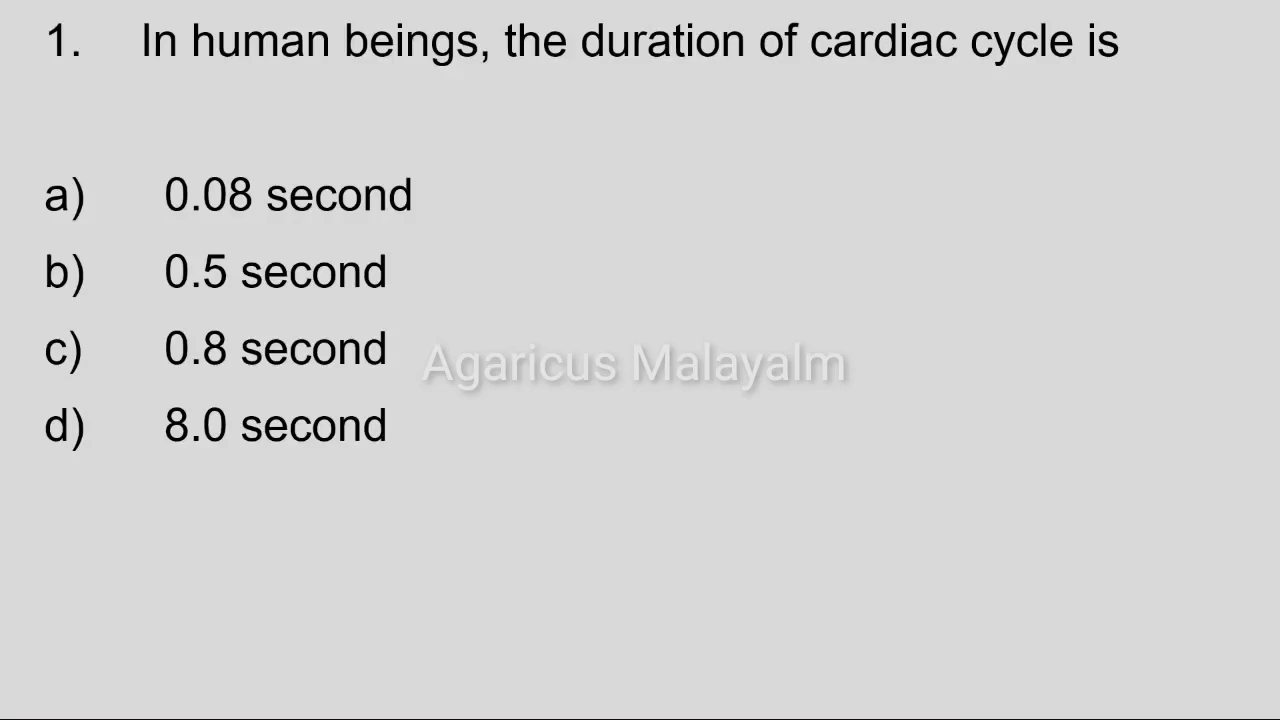 1. In human beings, the duration of cardiac cycle is
a) 0.08 second
b) 0.5 second
c) 0.8 second
Agaricus Malayalm
d) 8.0 second